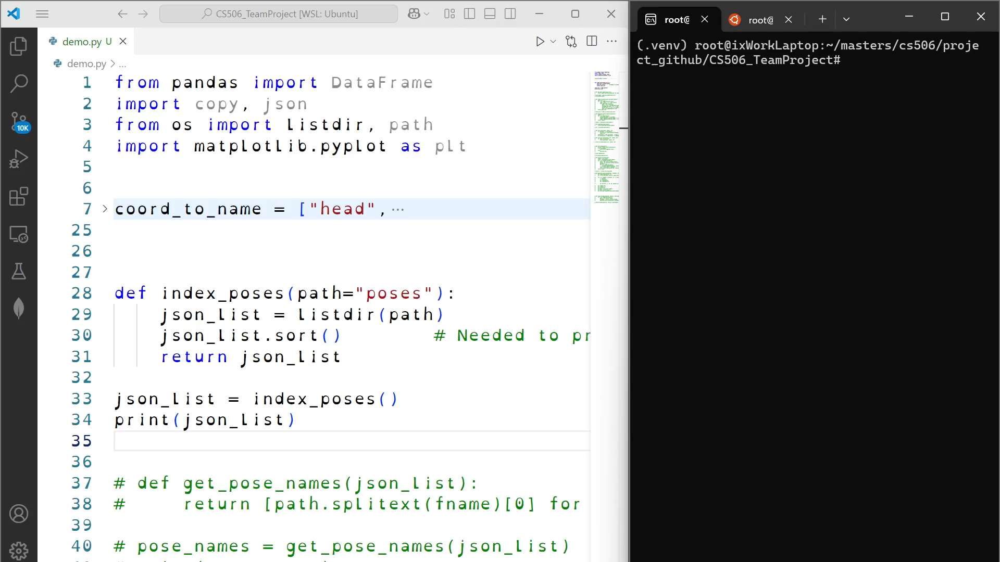 CS506_TeamProject [WSL: Ubuntu]
demo.py U
demo.py > ...
10K
1 from pandas import DataFrame
2 import copy, json
3 from os import listdir, path
4 import matplotlib.pyplot as plt
5
6
7 coord_to_name = ["head", ...
25
26
27
28 def index_poses(path="poses"):
29 json_list = listdir(path)
30 json_list.sort() # Needed to pr
31 return json_list
32
33 json_list = index_poses()
34 print(json_list)
35
36
37 # def get_pose_names(json_list):
38 # return [path.splitext(fname)[0] for
39
40 # pose_names = get_pose_names(json_list)
root@
root@
(.venv) root@ixWorkLaptop:~/masters/cs506/proje
ct_github/CS506_TeamProject#